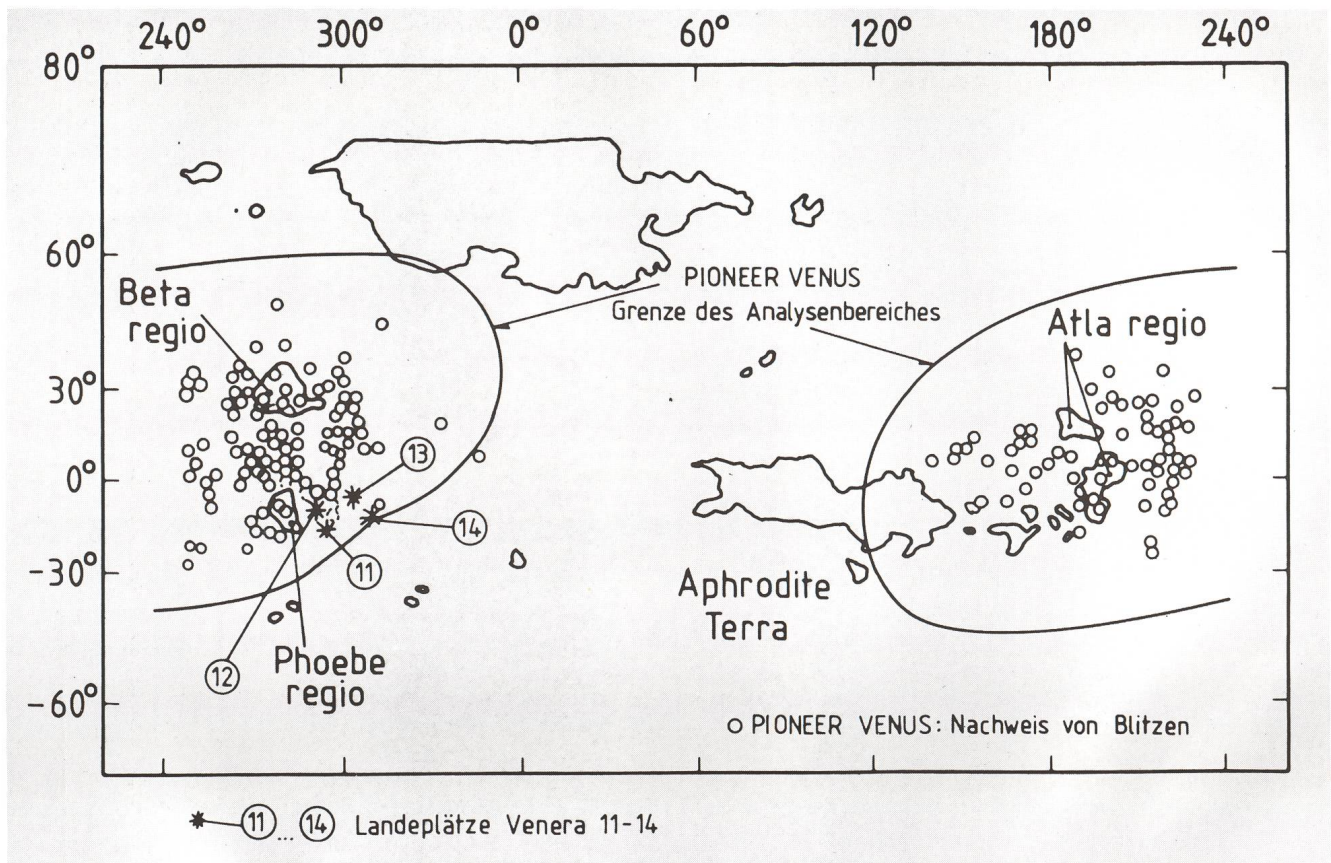 240° 300° 0° 60° 120° 180° 240°
80°
60°
30°
0°
-30°
-60°
Beta
regio
PIONEER VENUS
Grenze des Analysenbereiches
Atla regio
13
14
11
12
Phoebe
regio
Aphrodite
Terra
PIONEER VENUS: Nachweis von Blitzen
11 ... 14 Landeplätze Venera 11-14